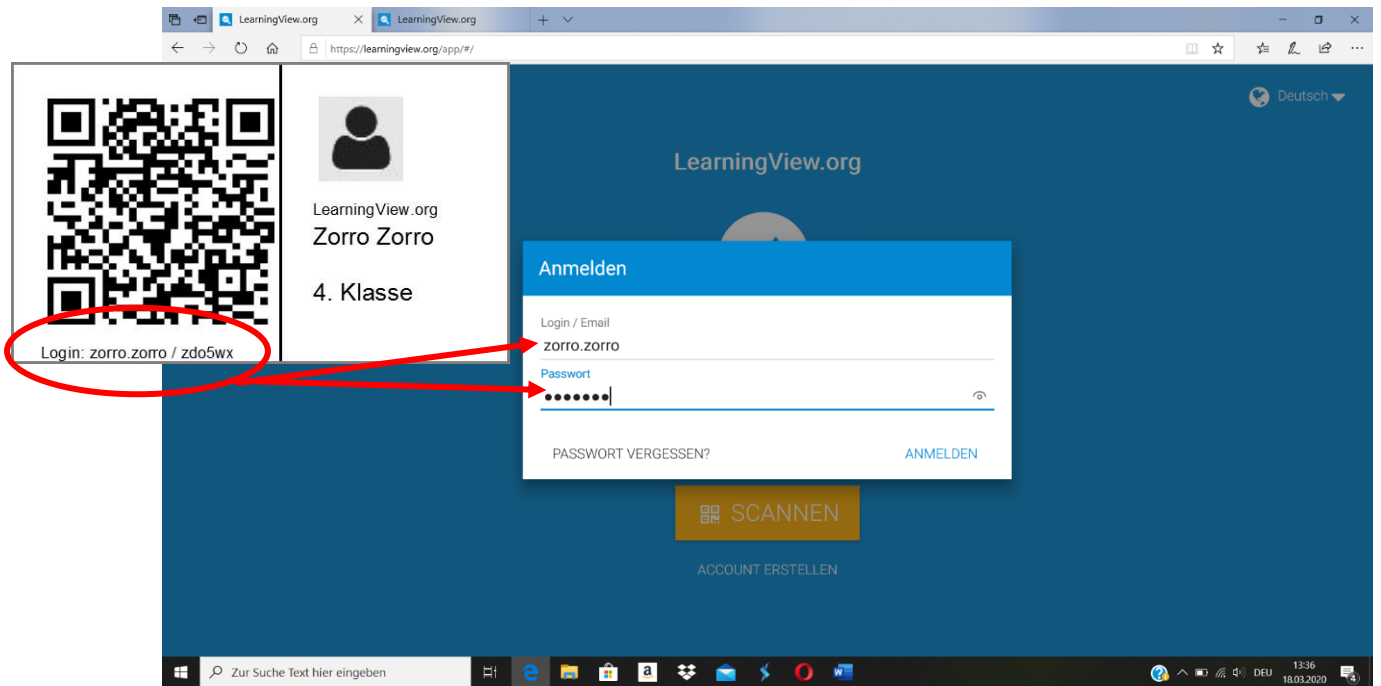 LearningView.org
LearningView.org
https://learningview.org/app/#/
Deutsch
LearningView.org
LearningView.org
Zorro Zorro
4. Klasse
Login: zorro.zorro / zdo5wx
Anmelden
Login / Email
zorro.zorro
Passwort
•••••••
PASSWORT VERGESSEN?
ANMELDEN
SCANNEN
ACCOUNT ERSTELLEN
Zur Suche Text hier eingeben
DEU
13:36
18.03.2020
4